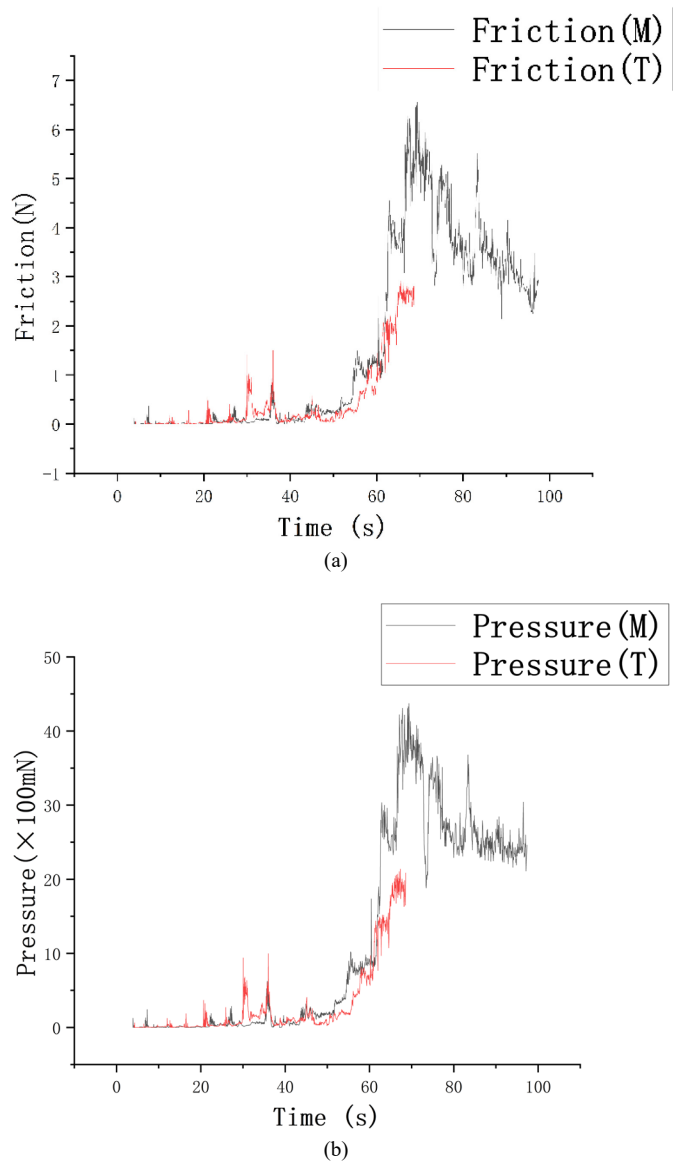 Friction(M)
Friction(T)
7
6
5
4
3
2
1
0
-1
Friction(N)
0 20 40 60 80 100
Time (s)
(a)
Pressure(M)
Pressure(T)
50
40
30
20
10
0
Pressure(×100mN)
0 20 40 60 80 100
Time (s)
(b)